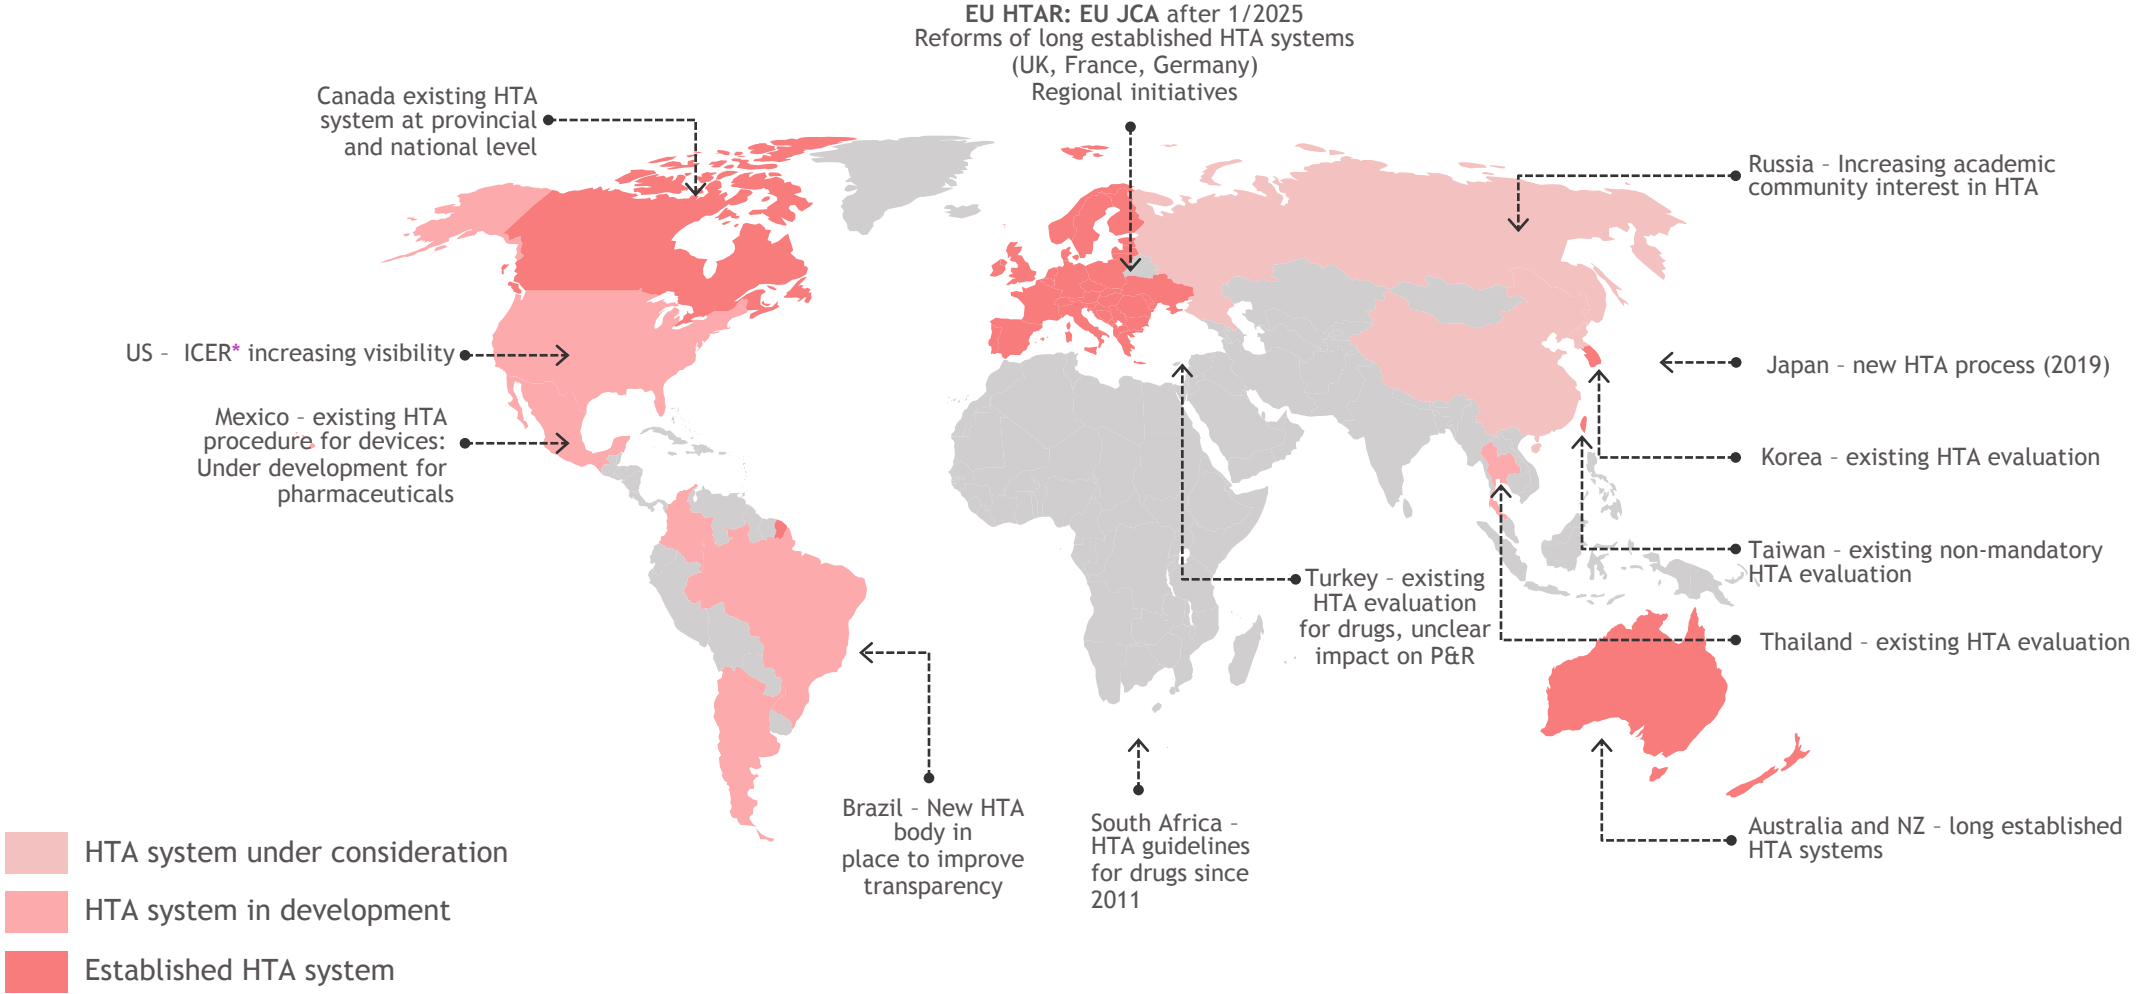 EU HTAR: EU JCA after 1/2025
Reforms of long established HTA systems
(UK, France, Germany)
Regional initiatives
Canada existing HTA
system at provincial
and national level
Russia – Increasing academic
community interest in HTA
US – ICER* increasing visibility
Japan – new HTA process (2019)
Mexico – existing HTA
procedure for devices:
Under development for
pharmaceuticals
Korea – existing HTA evaluation
Taiwan – existing non-mandatory
HTA evaluation
Turkey – existing
HTA evaluation
for drugs, unclear
impact on P&R
Thailand – existing HTA evaluation
Brazil – New HTA
body in
place to improve
transparency
South Africa –
HTA guidelines
for drugs since
2011
Australia and NZ – long established
HTA systems
HTA system under consideration
HTA system in development
Established HTA system